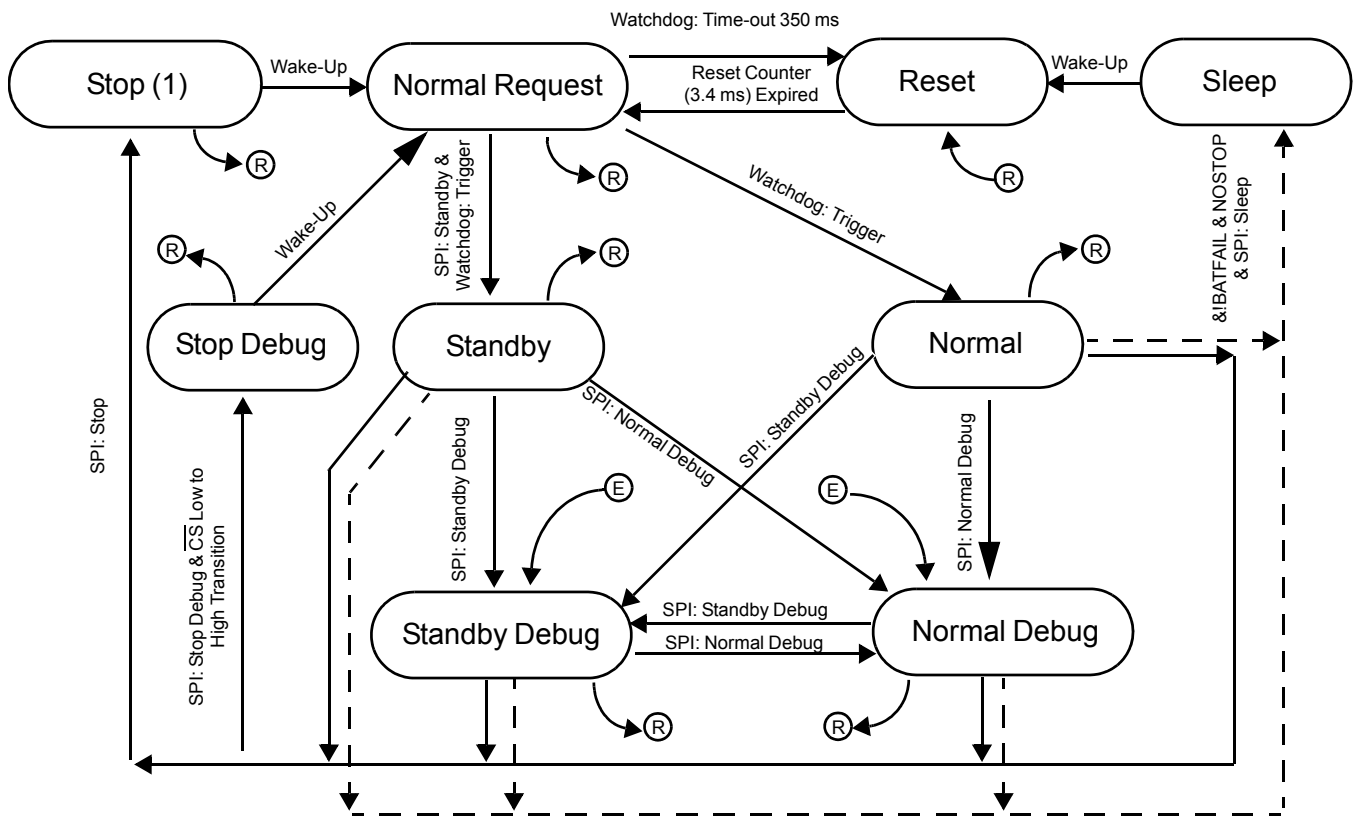 Watchdog: Time-out 350 ms
Stop (1)
Wake-Up
Normal Request
Reset Counter
(3.4 ms) Expired
Reset
Wake-Up
Sleep
R
R
R
SPI: Standby &
Watchdog: Trigger
Watchdog: Trigger
Wake-Up
&!BATFAIL & NOSTOP
& SPI: Sleep
R
R
R
Stop Debug
Standby
Normal
SPI: Stop
SPI: Stop Debug & CS Low to
High Transition
SPI: Standby Debug
SPI: Normal Debug
SPI: Standby Debug
SPI: Normal Debug
E
E
Standby Debug
SPI: Standby Debug
SPI: Normal Debug
Normal Debug
R
R